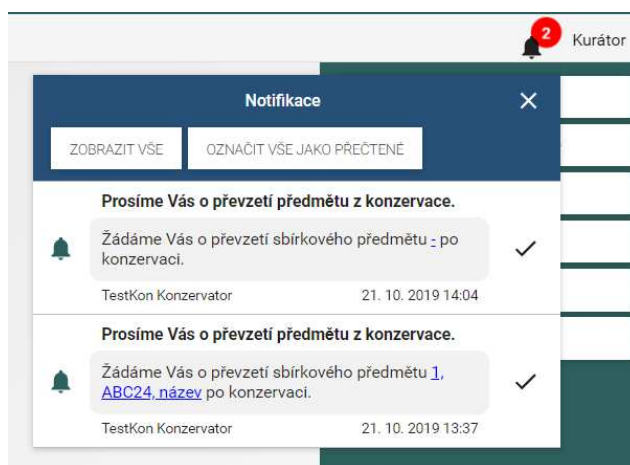 2
Kurátor
Notifikace
ZOBRAZIT VŠE
OZNAČIT VŠE JAKO PŘEČTENÉ
Prosíme Vás o převzetí předmětu z konzervace.
Žádáme Vás o převzetí sbírkového předmětu - po
konzervaci.
TestKon Konzervator 21. 10. 2019 14:04
Prosíme Vás o převzetí předmětu z konzervace.
Žádáme Vás o převzetí sbírkového předmětu 1,
ABC24, název po konzervaci.
TestKon Konzervator 21. 10. 2019 13:37